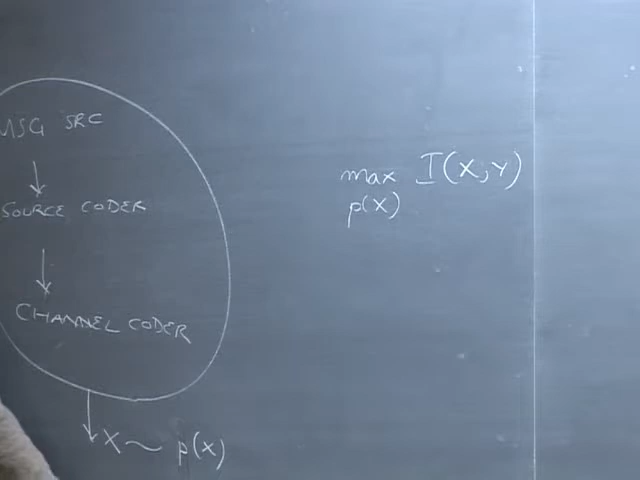 MSG SRC
SOURCE CODER
CHANNEL CODER
X ~ p(x)
max I(X;Y)
p(x)